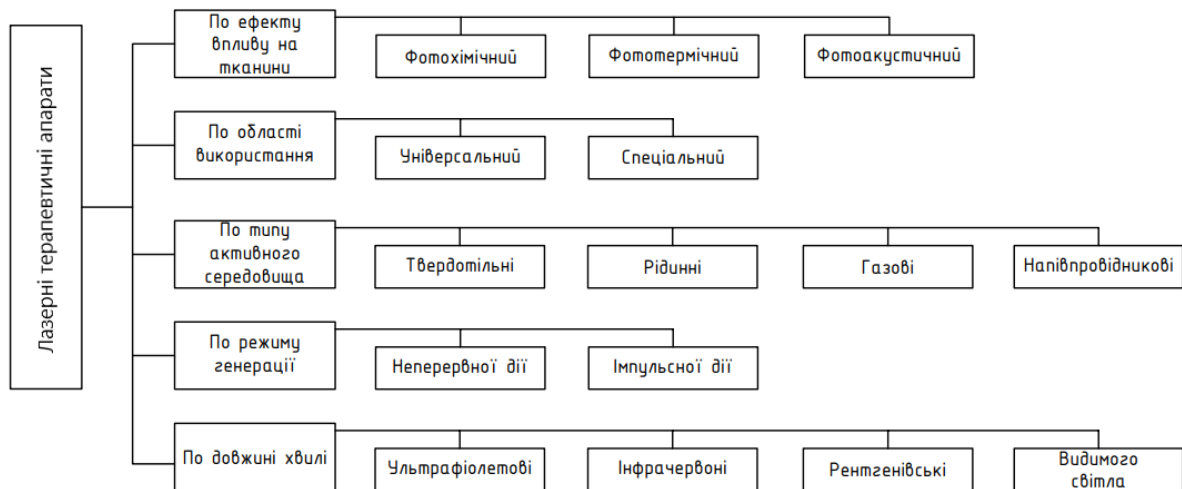 Лазерні терапевтичні апарати
По ефекту
впливу на
тканини
Фотохімічний
Фототермічний
Фотоакустичний
По області
використання
Універсальний
Спеціальний
По типу
активного
середовища
Твердотільні
Рідинні
Газові
Напівпровідникові
По режиму
генерації
Неперервної дії
Імпульсної дії
По довжині хвилі
Ультрафіолетові
Інфрачервоні
Рентгенівські
Видимого
світла